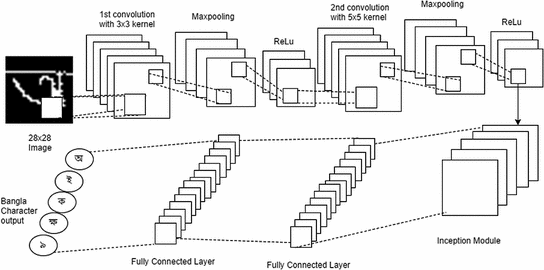 1st convolution
with 3x3 kernel
Maxpooling
ReLu
2nd convolution
with 5x5 kernel
Maxpooling
ReLu
28x28
Image
Bangla
Character
output
অ
ই
ক
ক্ষ
৯
Fully Connected Layer
Fully Connected Layer
Inception Module